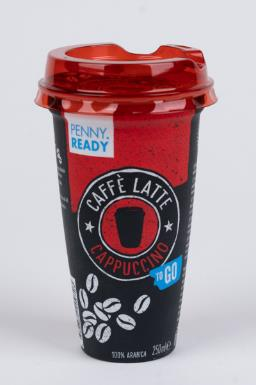 PENNY.
READY
CAFFÈ LATTE
CAPPUCCINO
TO GO
100% ARABICA
250ml℮